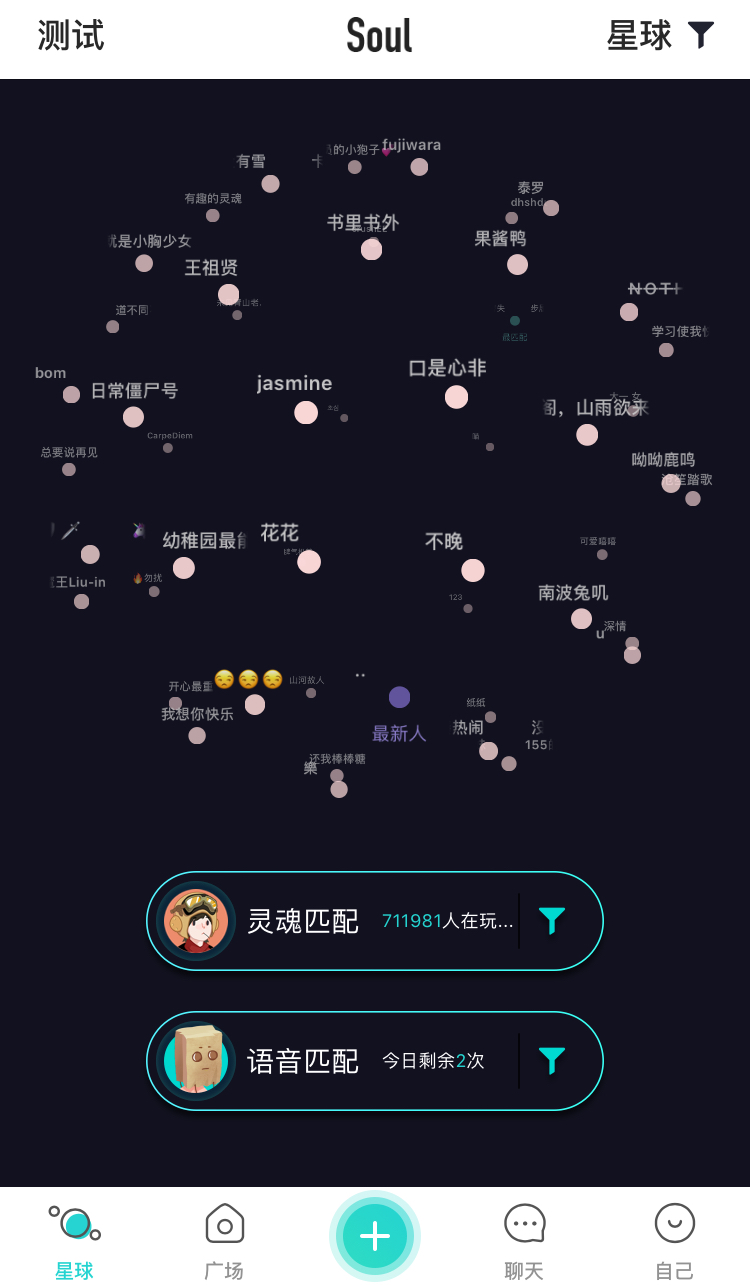 测试
Soul
星球
fujiwara
的小狍子
有雪
泰罗
有趣的灵魂
dhshd
书里书外
果酱鸭
是小胸少女
王祖贤
道不同
学习使我
口是心非
bom
jasmine
日常僵尸号
阁，山雨欲来
CarpeDiem
总要说再见
呦呦鹿鸣
踏歌
幼稚园最
花花
不晚
可爱嘻嘻
王Liu-in
🔥勿扰
南波兔叽
123
深情
u
😒😒😒
山河故人
..
开心最重
我想你快乐
纸纸
最新人
热闹
没
155
还我棒棒糖
樂
灵魂匹配
711981人在玩...
语音匹配
今日剩余2次
星球
广场
聊天
自己